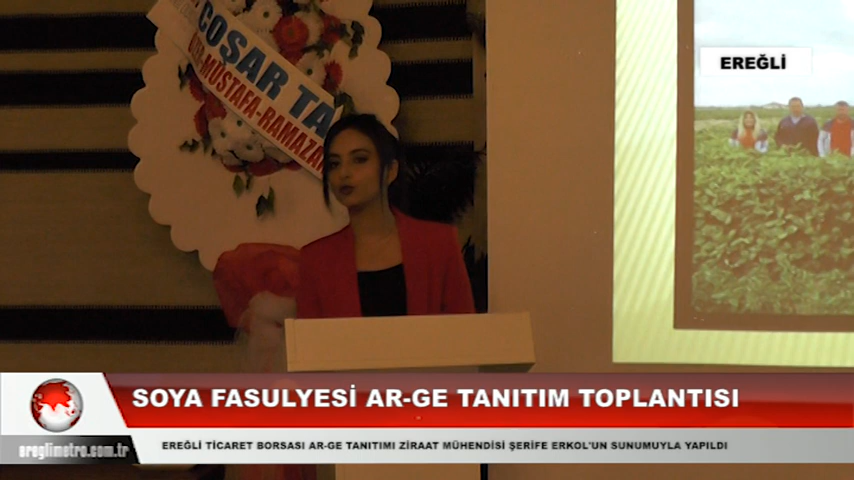 COŞAR TA
MUSTAFA-RAMAZAN
EREĞLİ
SOYA FASULYESİ AR-GE TANITIM TOPLANTISI
EREĞLİ TİCARET BORSASI AR-GE TANITIMI ZİRAAT MÜHENDİSİ ŞERİFE ERKOL'UN SUNUMUYLA YAPILDI
ereglimetro.com.tr